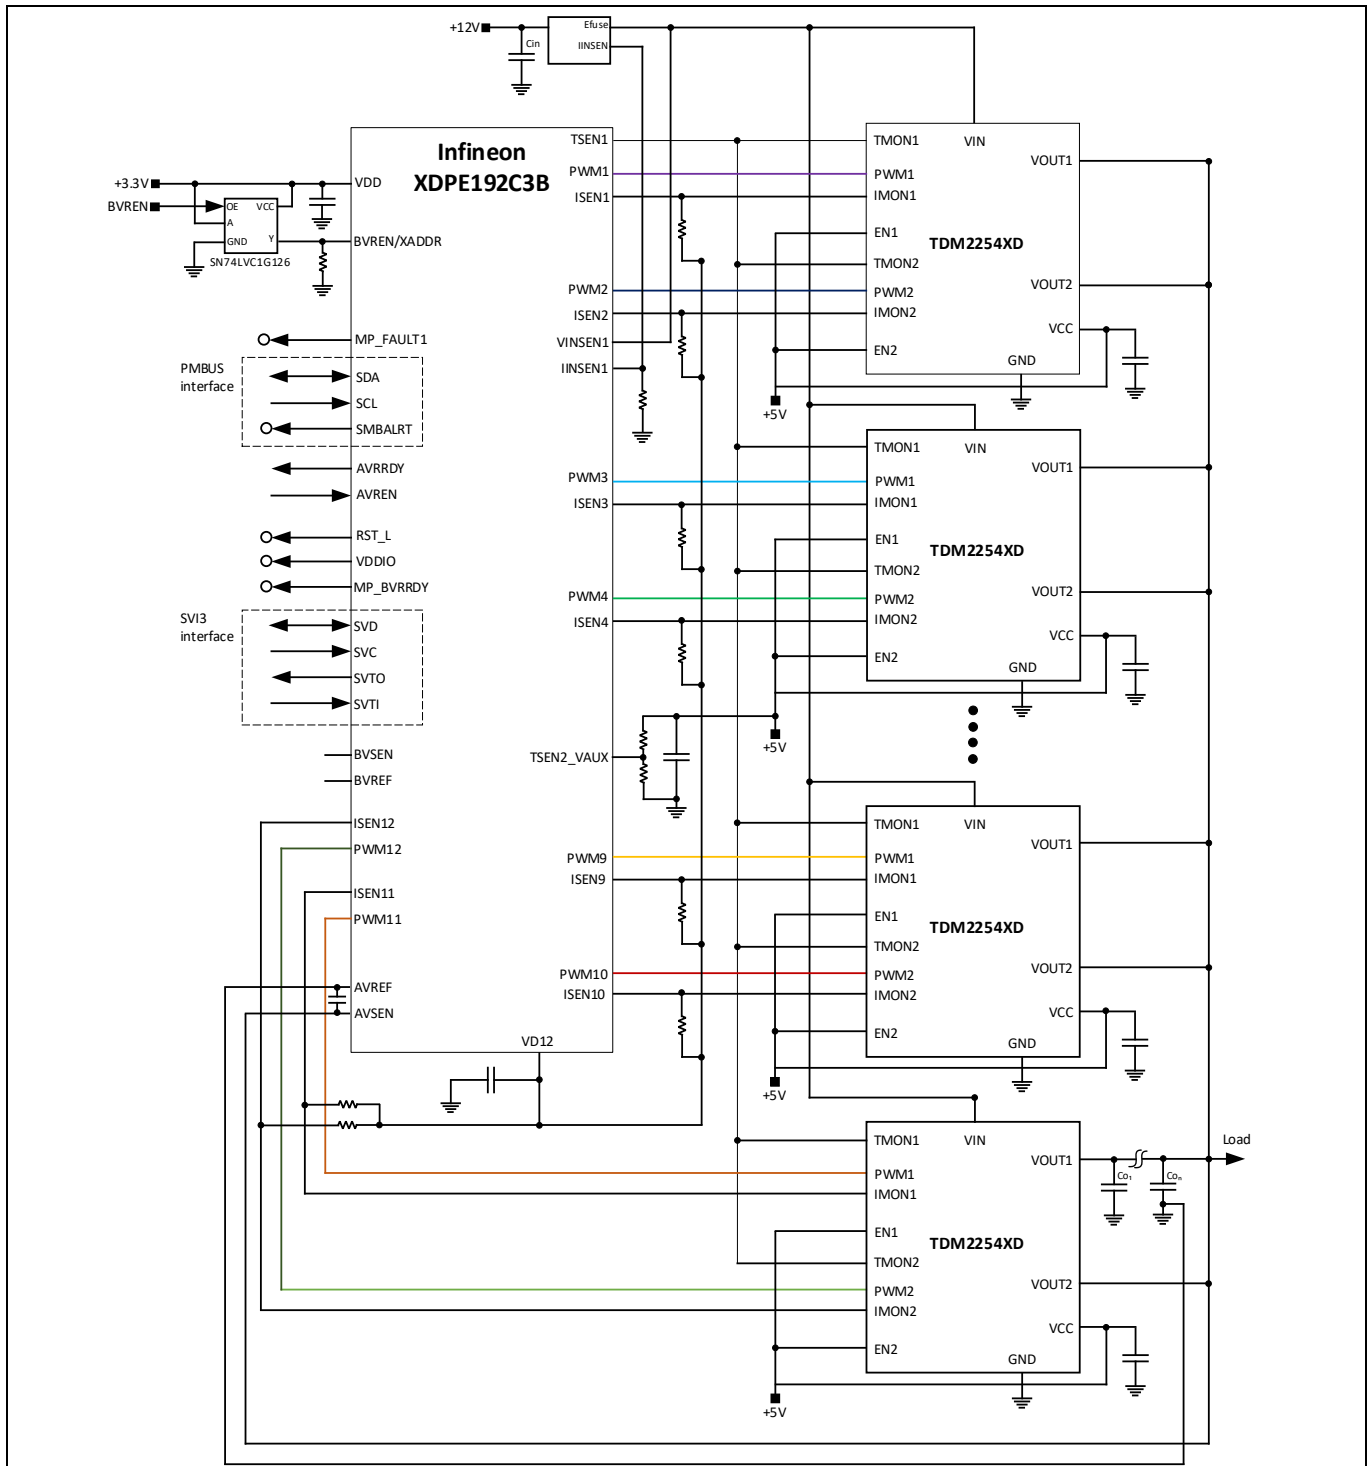 +12V
Cin
Efuse
IINSEN
Infineon
XDPE192C3B
+3.3V
BVREN
OE
VCC
A
GND
Y
SN74LVC1G126
VDD
BVREN/XADDR
MP_FAULT1
PMBUS
interface
SDA
SCL
SMBALRT
AVRRDY
AVREN
RST_L
VDDIO
MP_BVRRDY
SVI3
interface
SVD
SVC
SVTO
SVTI
BVSEN
BVREF
ISEN12
PWM12
ISEN11
PWM11
AVREF
AVSEN
VD12
TSEN1
PWM1
ISEN1
PWM2
ISEN2
VINSEN1
IINSEN1
PWM3
ISEN3
PWM4
ISEN4
TSEN2_VAUX
PWM9
ISEN9
PWM10
ISEN10
TMON1
VIN
VOUT1
PWM1
IMON1
EN1
TDM2254XD
TMON2
VOUT2
PWM2
IMON2
VCC
EN2
GND
+5V
TMON1
VIN
VOUT1
PWM1
IMON1
EN1
TDM2254XD
TMON2
VOUT2
PWM2
IMON2
VCC
EN2
GND
+5V
TMON1
VIN
VOUT1
PWM1
IMON1
EN1
TDM2254XD
TMON2
VOUT2
PWM2
IMON2
VCC
EN2
GND
+5V
TMON1
VIN
VOUT1
PWM1
IMON1
EN1
TDM2254XD
TMON2
VOUT2
PWM2
IMON2
VCC
EN2
GND
+5V
Co₁
Coₙ
Load